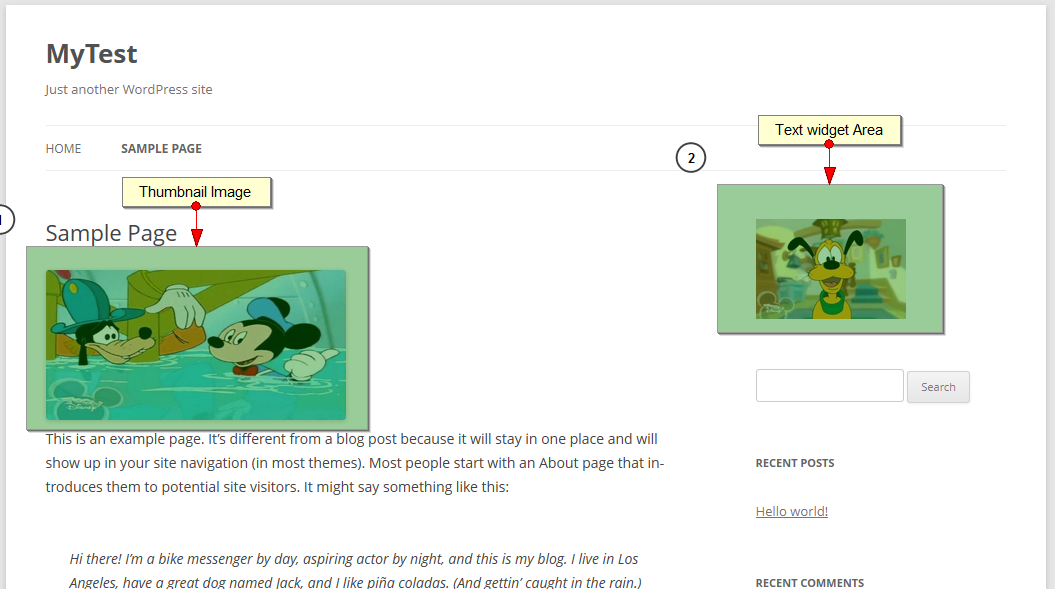 MyTest
Just another WordPress site
Text widget Area
HOME SAMPLE PAGE
2
Thumbnail Image
Sample Page
Disney
Search
This is an example page. It’s different from a blog post because it will stay in one place and will
show up in your site navigation (in most themes). Most people start with an About page that in-
troduces them to potential site visitors. It might say something like this:
RECENT POSTS
Hello world!
Hi there! I’m a bike messenger by day, aspiring actor by night, and this is my blog. I live in Los
Angeles, have a great dog named Jack, and I like piña coladas. (And gettin’ caught in the rain.)
RECENT COMMENTS